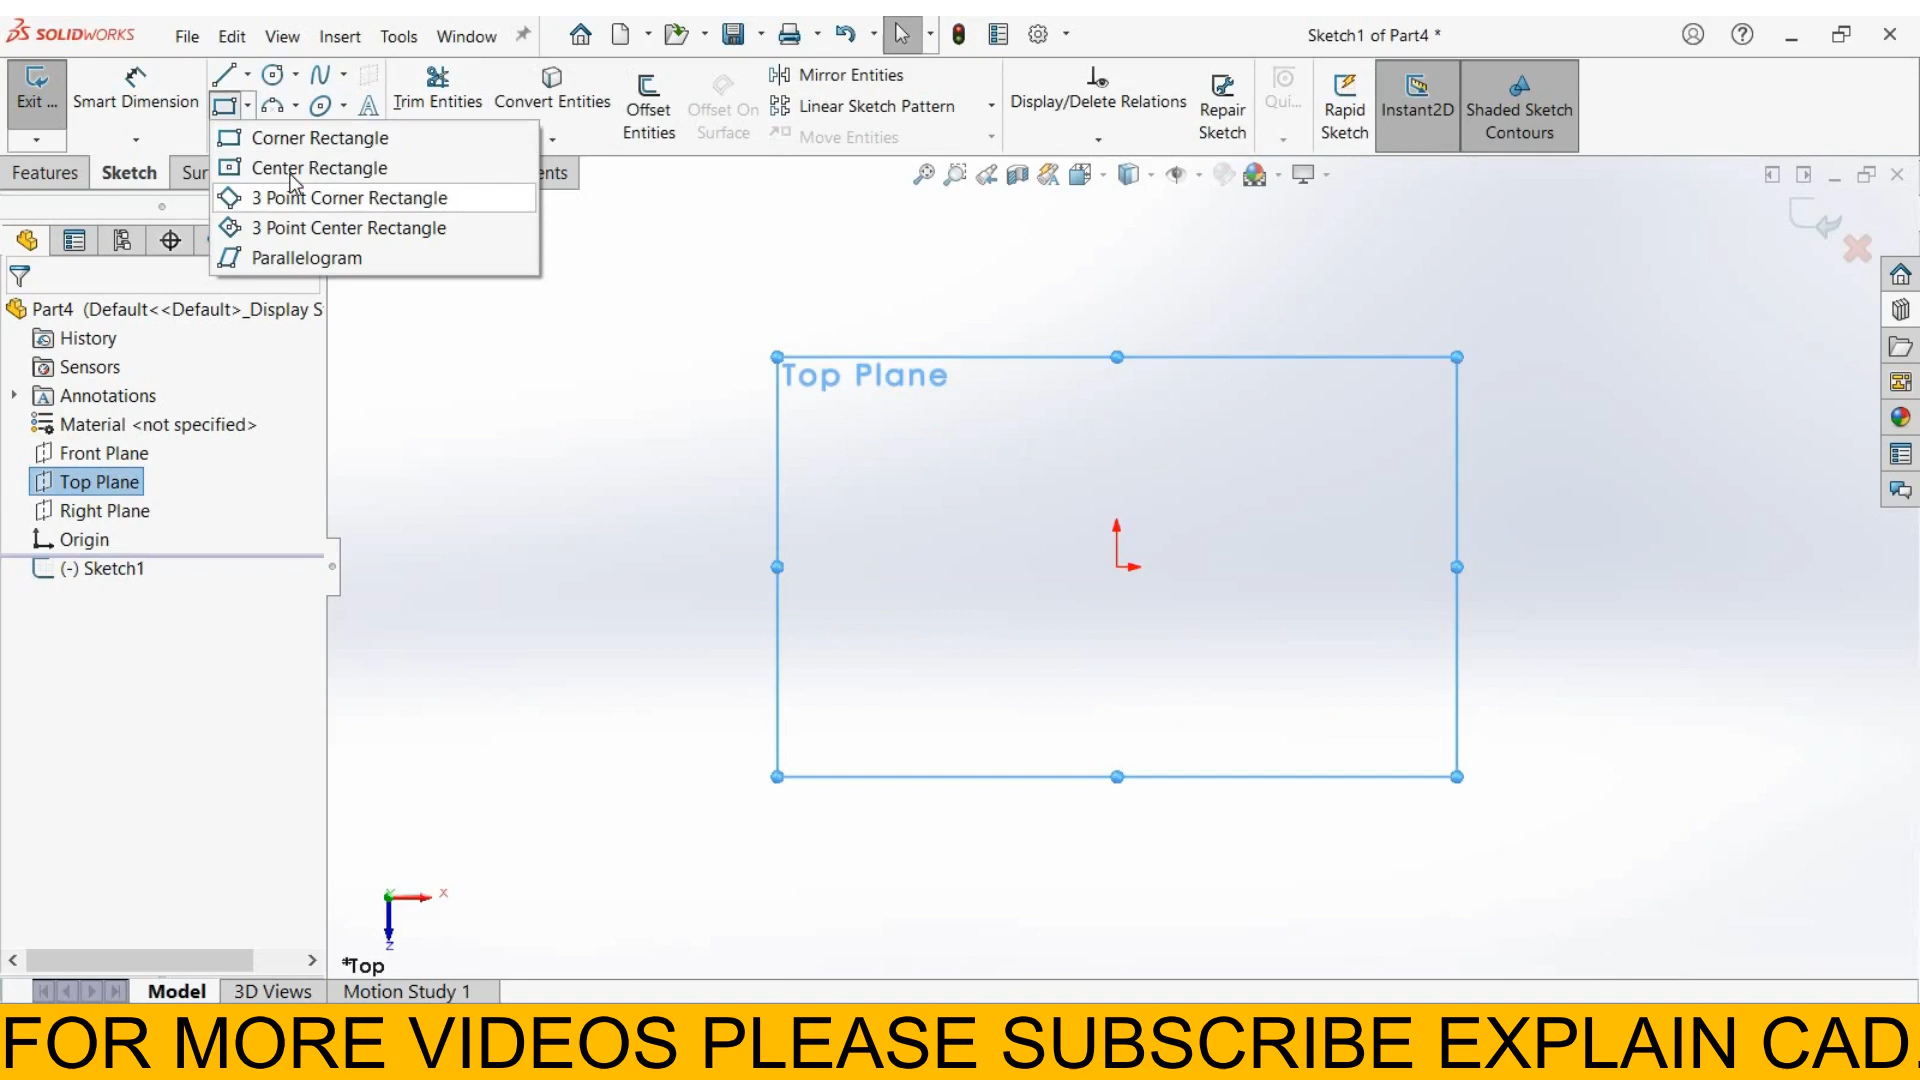 SOLIDWORKS File Edit View Insert Tools Window Sketch1 of Part4 *
Exit ... Smart Dimension Trim Entities Convert Entities Offset Entities Offset On Surface Mirror Entities Linear Sketch Pattern Move Entities Display/Delete Relations Repair Sketch Qui... Rapid Sketch Instant2D Shaded Sketch Contours
Corner Rectangle
Center Rectangle
3 Point Corner Rectangle
3 Point Center Rectangle
Parallelogram
Features Sketch Sur ents
Part4 (Default<<Default>_Display S
History
Sensors
Annotations
Material <not specified>
Front Plane
Top Plane
Right Plane
Origin
(-) Sketch1
Top Plane
X
Y
Z
*Top
Model 3D Views Motion Study 1
FOR MORE VIDEOS PLEASE SUBSCRIBE EXPLAIN CAD.